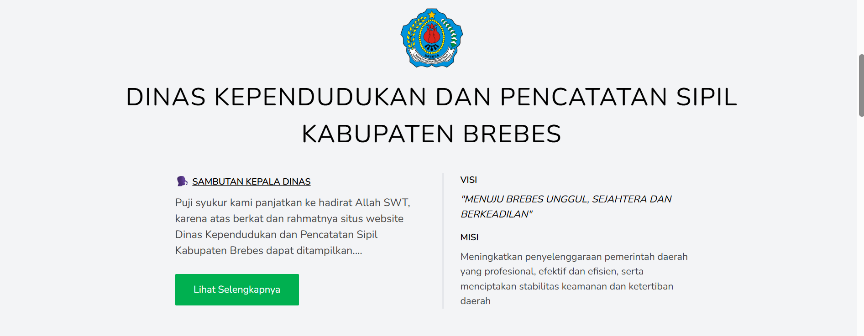 DINAS KEPENDUDUKAN DAN PENCATATAN SIPIL
KABUPATEN BREBES
SAMBUTAN KEPALA DINAS
Puji syukur kami panjatkan ke hadirat Allah SWT,
karena atas berkat dan rahmatnya situs website
Dinas Kependudukan dan Pencatatan Sipil
Kabupaten Brebes dapat ditampilkan....
Lihat Selengkapnya
VISI
"MENUJU BREBES UNGGUL, SEJAHTERA DAN
BERKEADILAN"
MISI
Meningkatkan penyelenggaraan pemerintah daerah
yang profesional, efektif dan efisien, serta
menciptakan stabilitas keamanan dan ketertiban
daerah